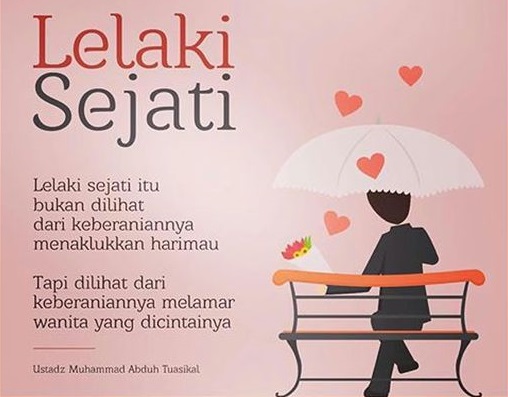 Lelaki
Sejati
Lelaki sejati itu
bukan dilihat
dari keberaniannya
menaklukkan harimau
Tapi dilihat dari
keberaniannya melamar
wanita yang dicintainya
Ustadz Muhammad Abduh Tuasikal